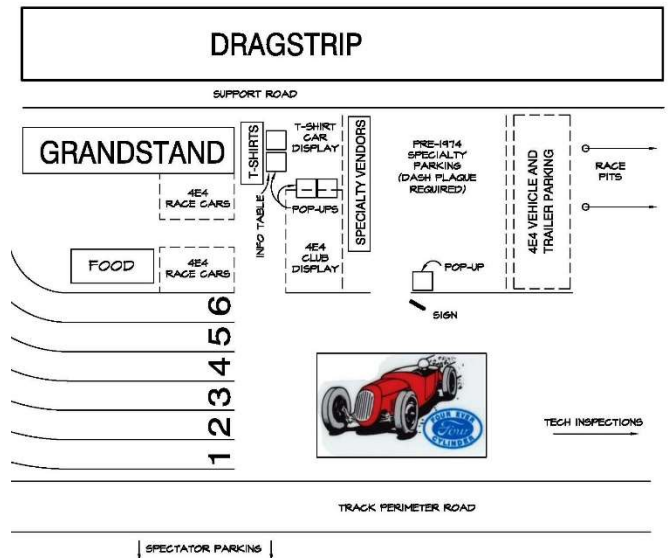 DRAGSTRIP
SUPPORT ROAD
GRANDSTAND
T-SHIRTS
T-SHIRT
CAR
DISPLAY
SPECIALTY VENDORS
PRE-1974
SPECIALTY
PARKING
(DASH PLAQUE
REQUIRED)
4E4 VEHICLE AND
TRAILER PARKING
RACE
PITS
4E4
RACE CARS
INFO TABLE
POP-UPS
FOOD
4E4
RACE CARS
4E4
CLUB
DISPLAY
POP-UP
SIGN
6
5
4
3
2
1
FOUR EVER
Four
CYLINDER
TECH INSPECTIONS
TRACK PERIMETER ROAD
SPECTATOR PARKING